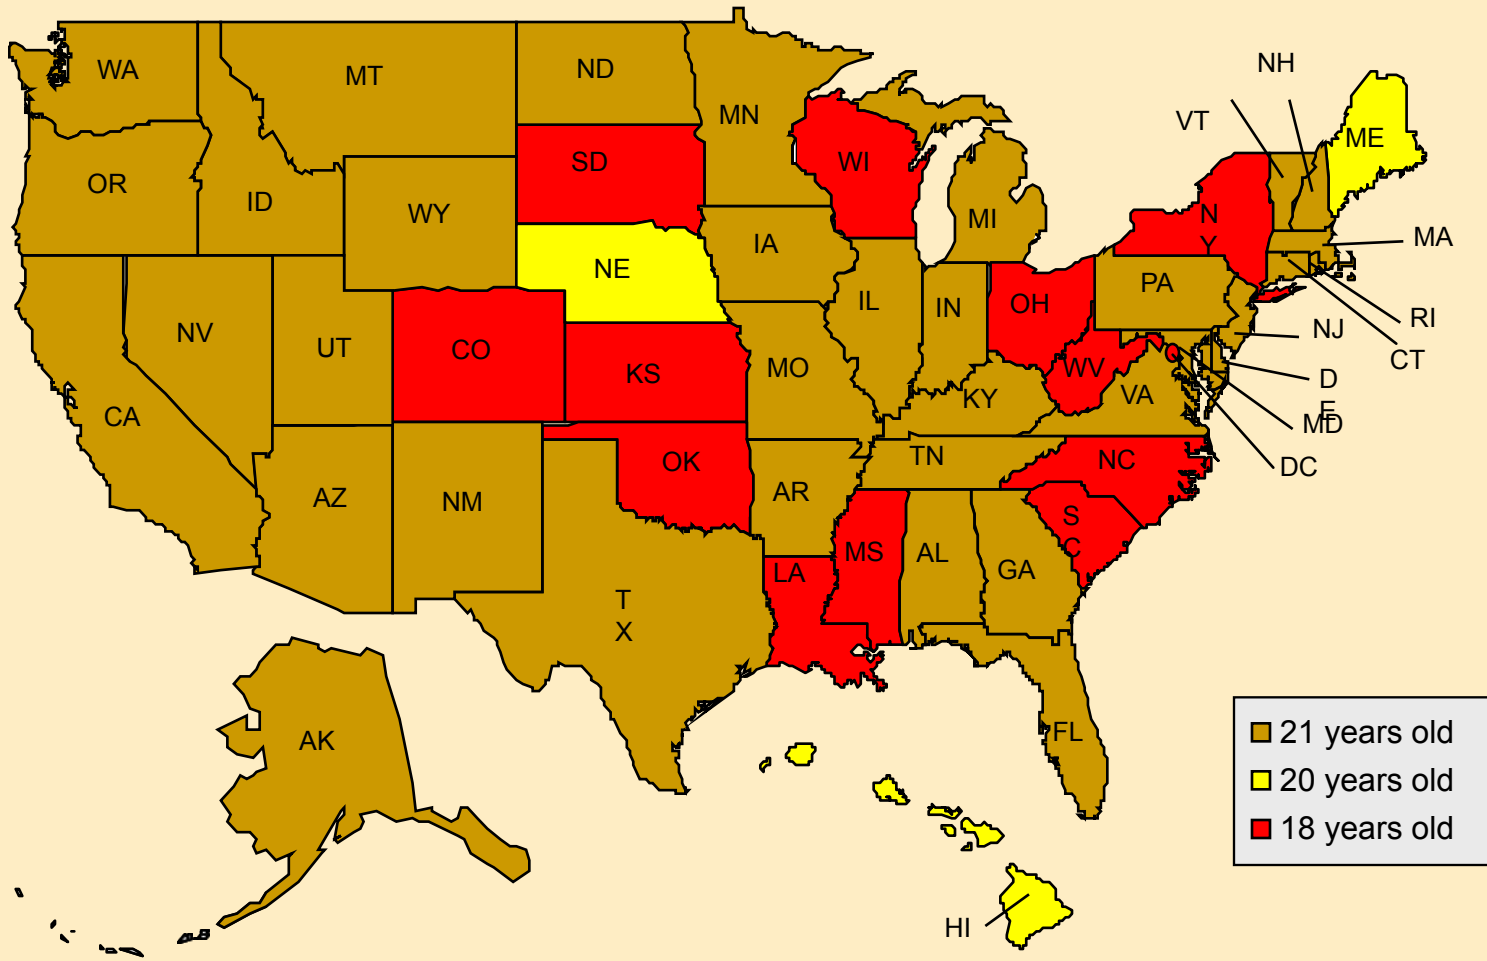 NH
VT
WA
MT
ND
MN
ME
WI
SD
OR
ID
WY
MI
N
Y
MA
IA
NE
PA
IL
IN
OH
RI
NJ
NV
UT
CO
KS
MO
WV
CT
D
E
CA
KY
VA
MD
OK
TN
NC
DC
AZ
NM
AR
S
C
MS
AL
GA
LA
T
X
FL
AK
21 years old
20 years old
18 years old
HI